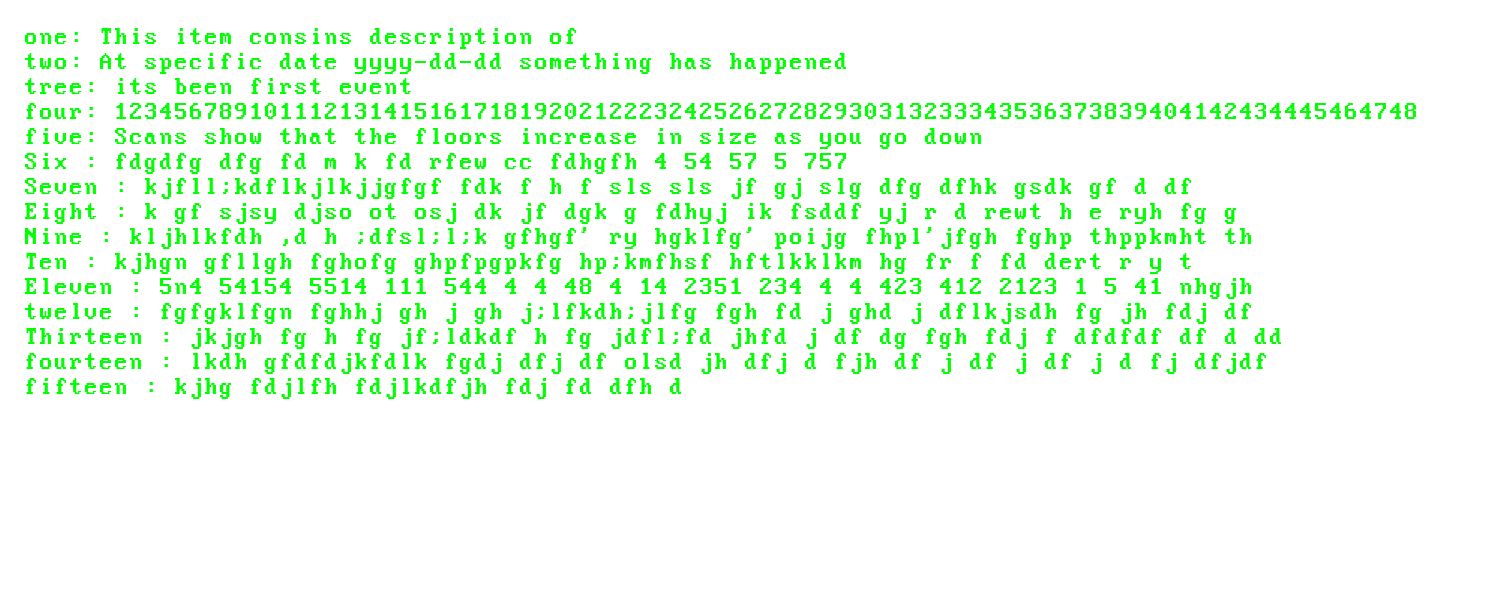 one: This item consins description of
two: At specific date yyyy-dd-dd something has happened
tree: its been first event
four: 123456789101112131415161718192021222324252627282930313233343536373839404142434445464748
five: Scans show that the floors increase in size as you go down
Six : fdgdfg dfg fd m k fd rfew cc fdhgfh 4 54 57 5 757
Seven : kjfll;kdflkjlkjjgfgf fdk f h f sls sls jf gj slg dfg dfhk gsdk gf d df
Eight : k gf sjsy djso ot osj dk jf dgk g fdhyj ik fsddf yj r d rewt h e ryh fg g
Nine : kljhlkfdh ,d h ;dfsl;l;k gfhgf' ry hgklfg' poijg fhpl'jfgh fghp thppkmht th
Ten : kjhgn gfllgh fghofg ghpfpgpkfg hp;kmfhsf hftlkklkm hg fr f fd dert r y t
Eleven : 5n4 54154 5514 111 544 4 4 48 4 14 2351 234 4 4 423 412 2123 1 5 41 nhgjh
twelve : fgfgklfgn fghhj gh j gh j;lfkdh;jlfg fgh fd j ghd j dflkjsdh fg jh fdj df
Thirteen : jkjgh fg h fg jf;ldkdf h fg jdfl;fd jhfd j df dg fgh fdj f dfdfdf df d dd
fourteen : lkdh gfdfdjkfdlk fgdj dfj df olsd jh dfj d fjh df j df j df j d fj dfjdf
fifteen : kjhg fdjlfh fdjlkdfjh fdj fd dfh d